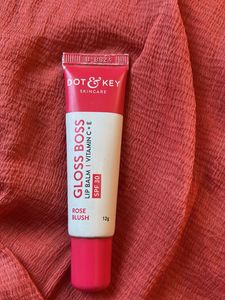 DOT & KEY
SKINCARE
GLOSS BOSS
LIP BALM | VITAMIN C + E
SPF 30
ROSE
BLUSH
12g